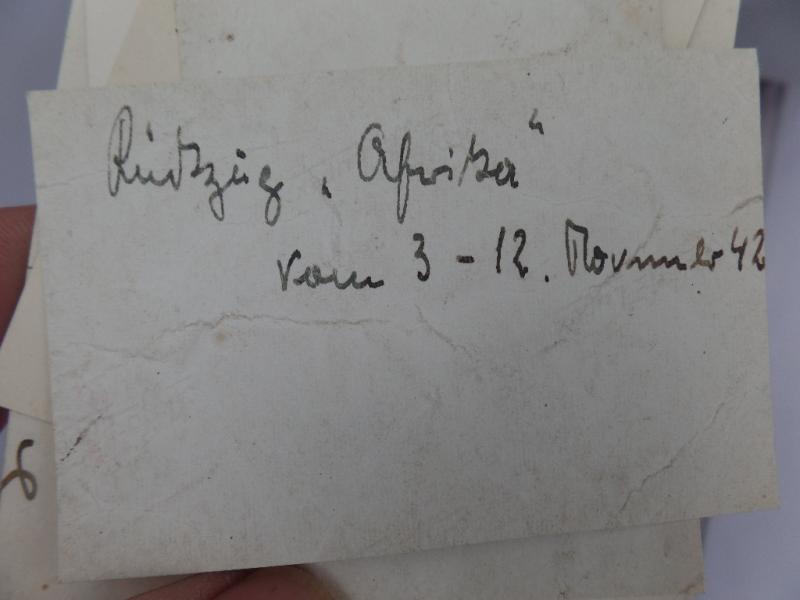 Rückzug „Afrika“
vom 3 - 12. November 42